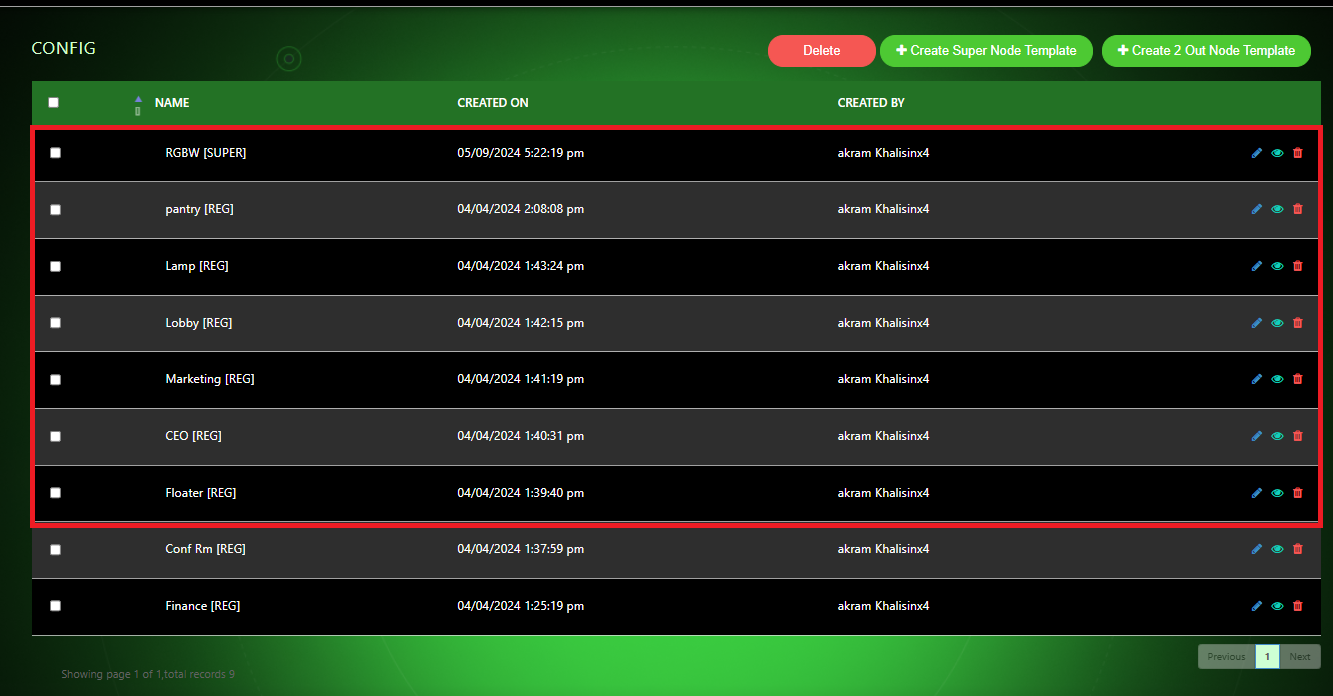 CONFIG
Delete
Create Super Node Template
Create 2 Out Node Template
NAME CREATED ON CREATED BY
RGBW [SUPER] 05/09/2024 5:22:19 pm akram Khalisinx4
pantry [REG] 04/04/2024 2:08:08 pm akram Khalisinx4
Lamp [REG] 04/04/2024 1:43:24 pm akram Khalisinx4
Lobby [REG] 04/04/2024 1:42:15 pm akram Khalisinx4
Marketing [REG] 04/04/2024 1:41:19 pm akram Khalisinx4
CEO [REG] 04/04/2024 1:40:31 pm akram Khalisinx4
Floater [REG] 04/04/2024 1:39:40 pm akram Khalisinx4
Conf Rm [REG] 04/04/2024 1:37:59 pm akram Khalisinx4
Finance [REG] 04/04/2024 1:25:19 pm akram Khalisinx4
Previous 1 Next
Showing page 1 of 1,total records 9